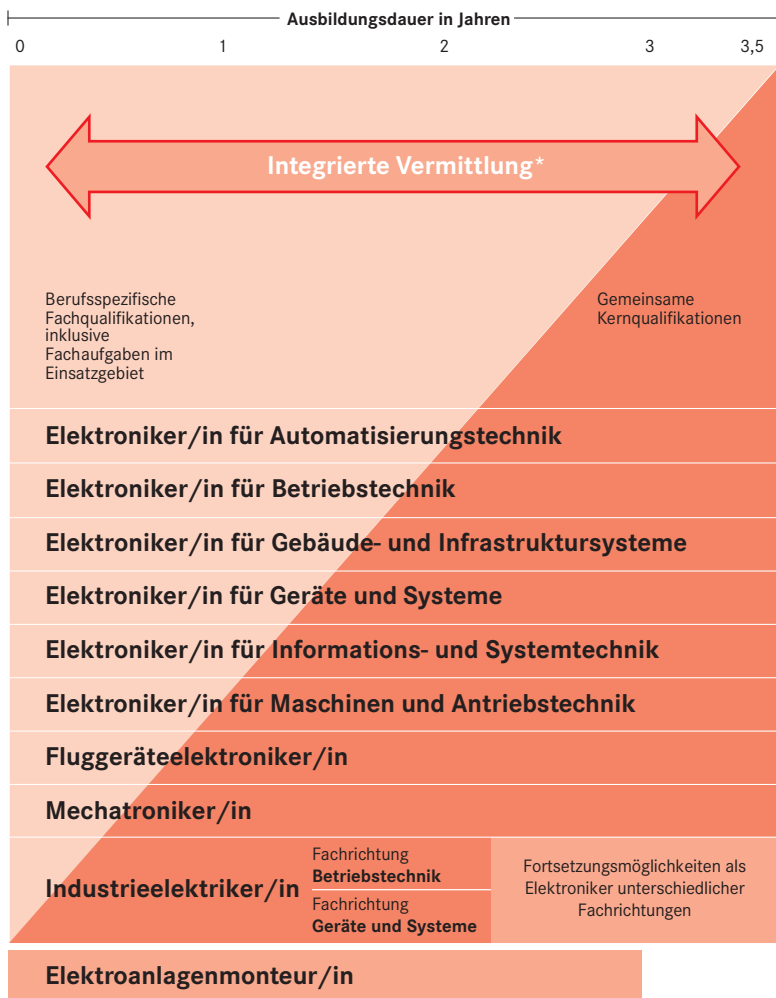 Ausbildungsdauer in Jahren
0 1 2 3 3,5
Integrierte Vermittlung*
Berufsspezifische
Fachqualifikationen,
inklusive
Fachaufgaben im
Einsatzgebiet
Gemeinsame
Kernqualifikationen
Elektroniker/in für Automatisierungstechnik
Elektroniker/in für Betriebstechnik
Elektroniker/in für Gebäude- und Infrastruktursysteme
Elektroniker/in für Geräte und Systeme
Elektroniker/in für Informations- und Systemtechnik
Elektroniker/in für Maschinen und Antriebstechnik
Fluggeräteelektroniker/in
Mechatroniker/in
Industrieelektriker/in
Fachrichtung
Betriebstechnik
Fachrichtung
Geräte und Systeme
Fortsetzungsmöglichkeiten als
Elektroniker unterschiedlicher
Fachrichtungen
Elektroanlagenmonteur/in